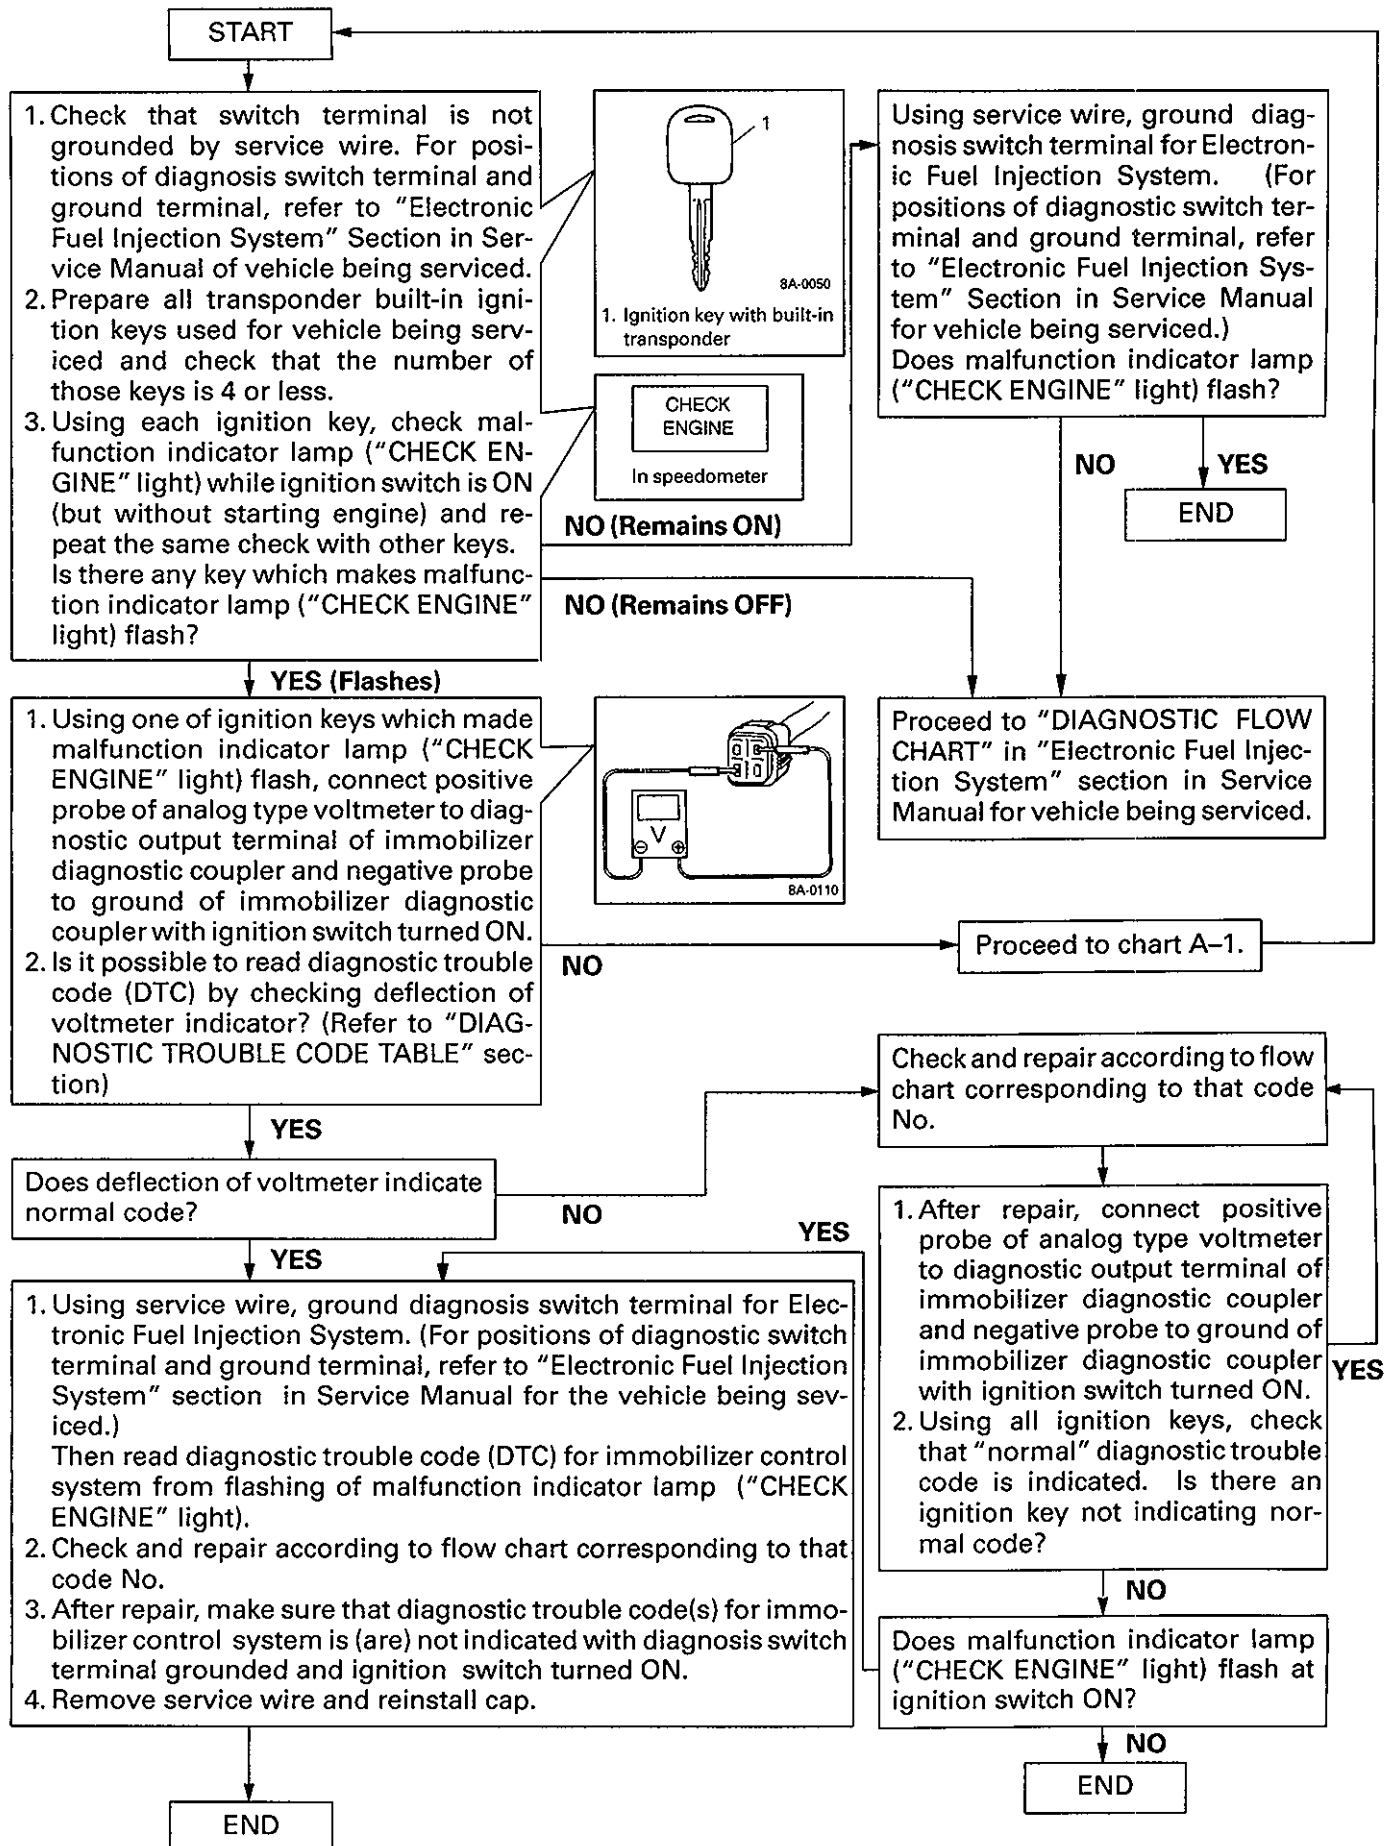 START
1. Check that switch terminal is not
grounded by service wire. For posi-
tions of diagnosis switch terminal and
ground terminal, refer to "Electronic
Fuel Injection System" Section in Ser-
vice Manual of vehicle being serviced.
2. Prepare all transponder built-in igni-
tion keys used for vehicle being serv-
iced and check that the number of
those keys is 4 or less.
3. Using each ignition key, check mal-
function indicator lamp ("CHECK EN-
GINE" light) while ignition switch is ON
(but without starting engine) and re-
peat the same check with other keys.
Is there any key which makes malfunc-
tion indicator lamp ("CHECK ENGINE"
light) flash?
1
8A-0050
1. Ignition key with built-in
transponder
CHECK
ENGINE
In speedometer
NO (Remains ON)
NO (Remains OFF)
Using service wire, ground diag-
nosis switch terminal for Electron-
ic Fuel Injection System. (For
positions of diagnostic switch ter-
minal and ground terminal, refer
to "Electronic Fuel Injection Sys-
tem" Section in Service Manual
for vehicle being serviced.)
Does malfunction indicator lamp
("CHECK ENGINE" light) flash?
NO
YES
END
YES (Flashes)
1. Using one of ignition keys which made
malfunction indicator lamp ("CHECK
ENGINE" light) flash, connect positive
probe of analog type voltmeter to diag-
nostic output terminal of immobilizer
diagnostic coupler and negative probe
to ground of immobilizer diagnostic
coupler with ignition switch turned ON.
2. Is it possible to read diagnostic trouble
code (DTC) by checking deflection of
voltmeter indicator? (Refer to "DIAG-
NOSTIC TROUBLE CODE TABLE" sec-
tion)
V
8A-0110
Proceed to "DIAGNOSTIC FLOW
CHART" in "Electronic Fuel Injec-
tion System" section in Service
Manual for vehicle being serviced.
NO
Proceed to chart A–1.
YES
Does deflection of voltmeter indicate
normal code?
NO
YES
Check and repair according to flow
chart corresponding to that code
No.
1. After repair, connect positive
probe of analog type voltmeter
to diagnostic output terminal of
immobilizer diagnostic coupler
and negative probe to ground of
immobilizer diagnostic coupler
with ignition switch turned ON.
2. Using all ignition keys, check
that "normal" diagnostic trouble
code is indicated. Is there an
ignition key not indicating nor-
mal code?
YES
NO
Does malfunction indicator lamp
("CHECK ENGINE" light) flash at
ignition switch ON?
YES
NO
END
1. Using service wire, ground diagnosis switch terminal for Elec-
tronic Fuel Injection System. (For positions of diagnostic switch
terminal and ground terminal, refer to "Electronic Fuel Injection
System" section in Service Manual for the vehicle being sev-
iced.)
Then read diagnostic trouble code (DTC) for immobilizer control
system from flashing of malfunction indicator lamp ("CHECK
ENGINE" light).
2. Check and repair according to flow chart corresponding to that
code No.
3. After repair, make sure that diagnostic trouble code(s) for immo-
bilizer control system is (are) not indicated with diagnosis switch
terminal grounded and ignition switch turned ON.
4. Remove service wire and reinstall cap.
END